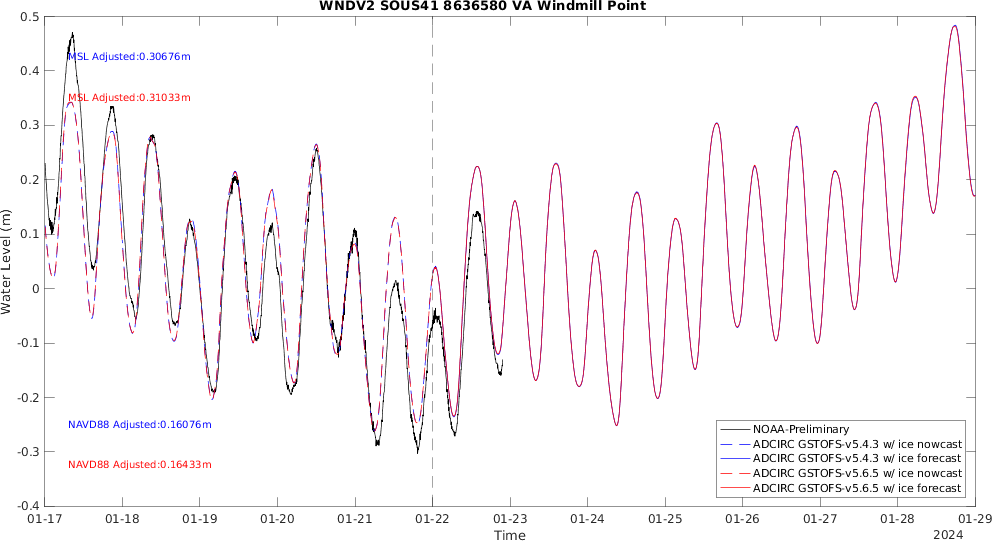 WNDV2 SOUS41 8636580 VA Windmill Point
0.5
0.4
0.3
0.2
0.1
0
-0.1
-0.2
-0.3
-0.4
Water Level (m)
MSL Adjusted:0.30676m
MSL Adjusted:0.31033m
NAVD88 Adjusted:0.16076m
NAVD88 Adjusted:0.16433m
NOAA-Preliminary
ADCIRC GSTOFS-v5.4.3 w/ ice nowcast
ADCIRC GSTOFS-v5.4.3 w/ ice forecast
ADCIRC GSTOFS-v5.6.5 w/ ice nowcast
ADCIRC GSTOFS-v5.6.5 w/ ice forecast
01-17 01-18 01-19 01-20 01-21 01-22 01-23 01-24 01-25 01-26 01-27 01-28 01-29
Time
2024